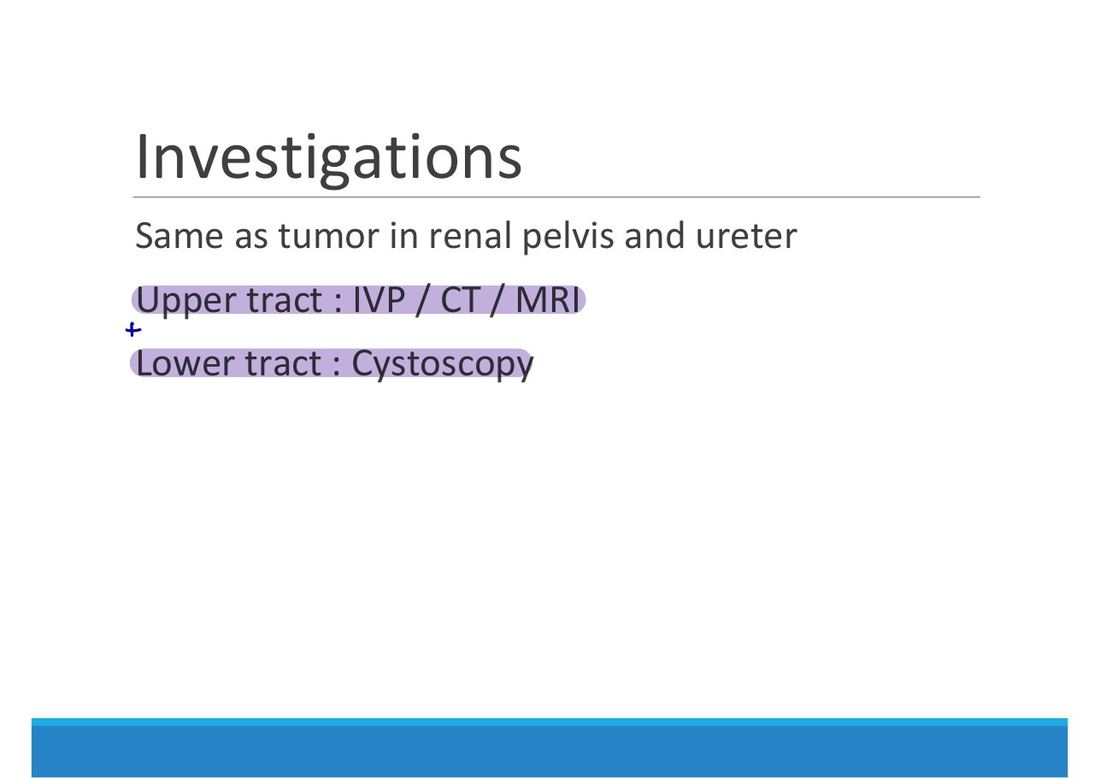 Investigations
Same as tumor in renal pelvis and ureter
Upper tract : IVP / CT / MRI
+
Lower tract : Cystoscopy